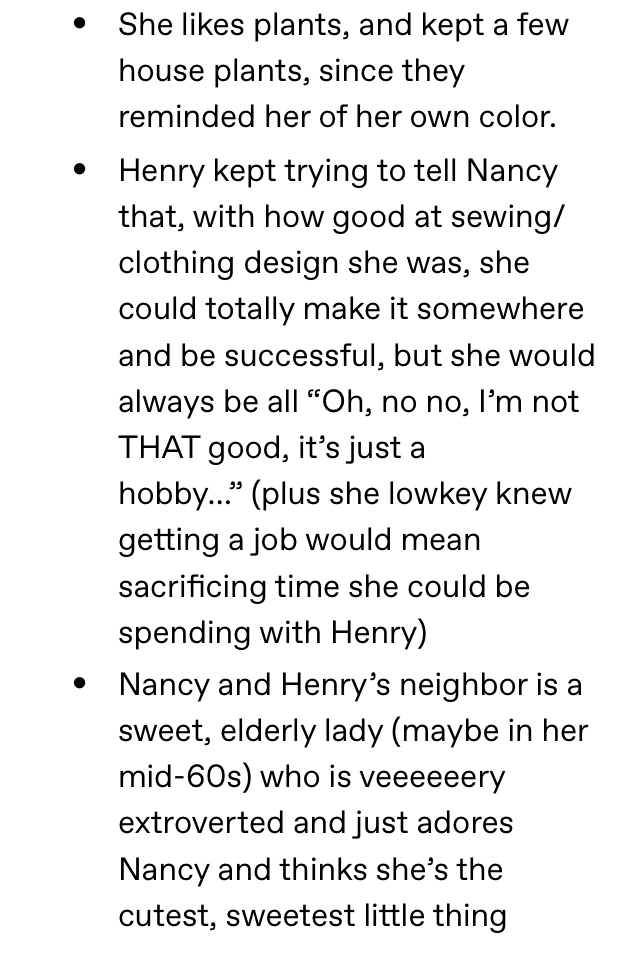 • She likes plants, and kept a few
house plants, since they
reminded her of her own color.
• Henry kept trying to tell Nancy
that, with how good at sewing/
clothing design she was, she
could totally make it somewhere
and be successful, but she would
always be all “Oh, no no, I’m not
THAT good, it’s just a
hobby...” (plus she lowkey knew
getting a job would mean
sacrificing time she could be
spending with Henry)
• Nancy and Henry’s neighbor is a
sweet, elderly lady (maybe in her
mid-60s) who is veeeeeery
extroverted and just adores
Nancy and thinks she’s the
cutest, sweetest little thing